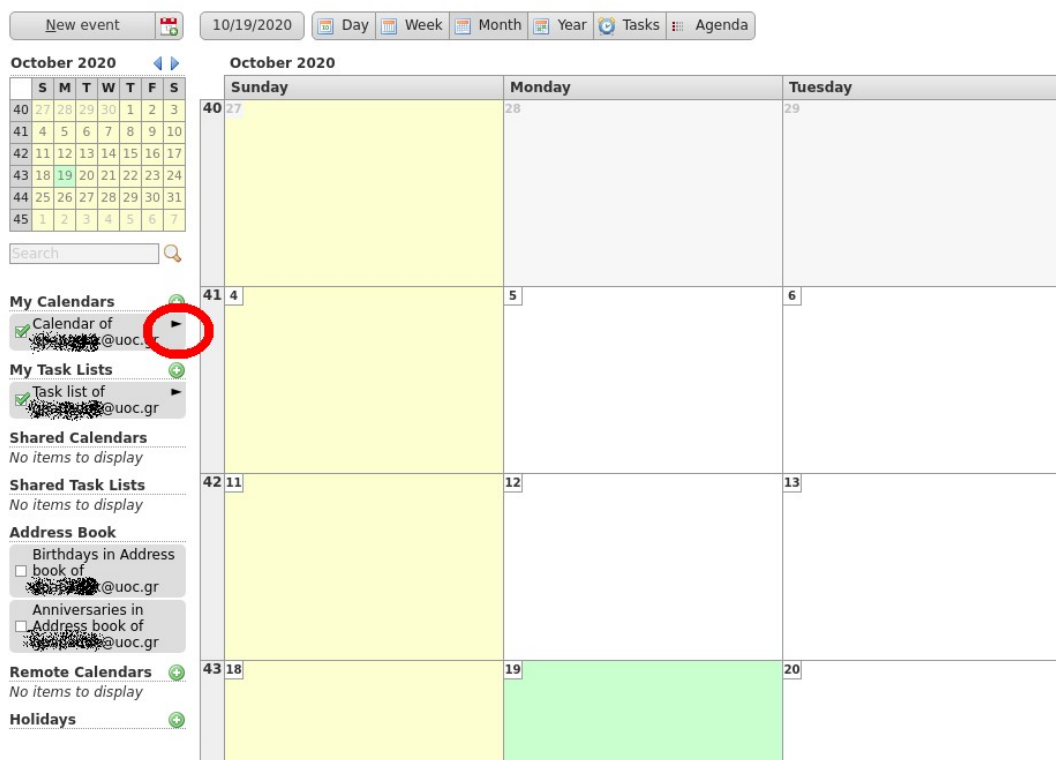 New event
10/19/2020 Day Week Month Year Tasks Agenda
October 2020
S M T W T F S
40 27 28 29 30 1 2 3
41 4 5 6 7 8 9 10
42 11 12 13 14 15 16 17
43 18 19 20 21 22 23 24
44 25 26 27 28 29 30 31
45 1 2 3 4 5 6 7
Search
My Calendars
Calendar of
@uoc.gr
My Task Lists
Task list of
@uoc.gr
Shared Calendars
No items to display
Shared Task Lists
No items to display
Address Book
Birthdays in Address
book of
@uoc.gr
Anniversaries in
Address book of
@uoc.gr
Remote Calendars
No items to display
Holidays
October 2020
Sunday Monday Tuesday
40 27 28 29
41 4 5 6
42 11 12 13
43 18 19 20